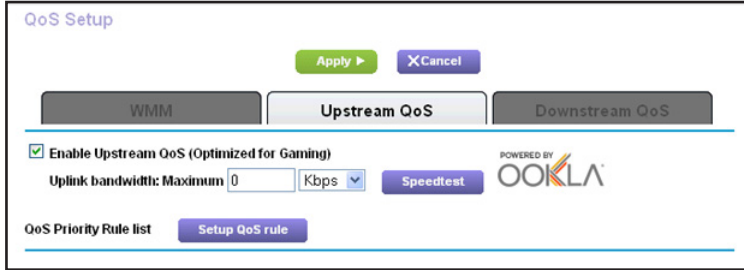 QoS Setup
Apply ▶ X Cancel
WMM Upstream QoS Downstream QoS
Enable Upstream QoS (Optimized for Gaming)
Uplink bandwidth: Maximum 0 Kbps Speedtest
POWERED BY
OOKLA
QoS Priority Rule list Setup QoS rule